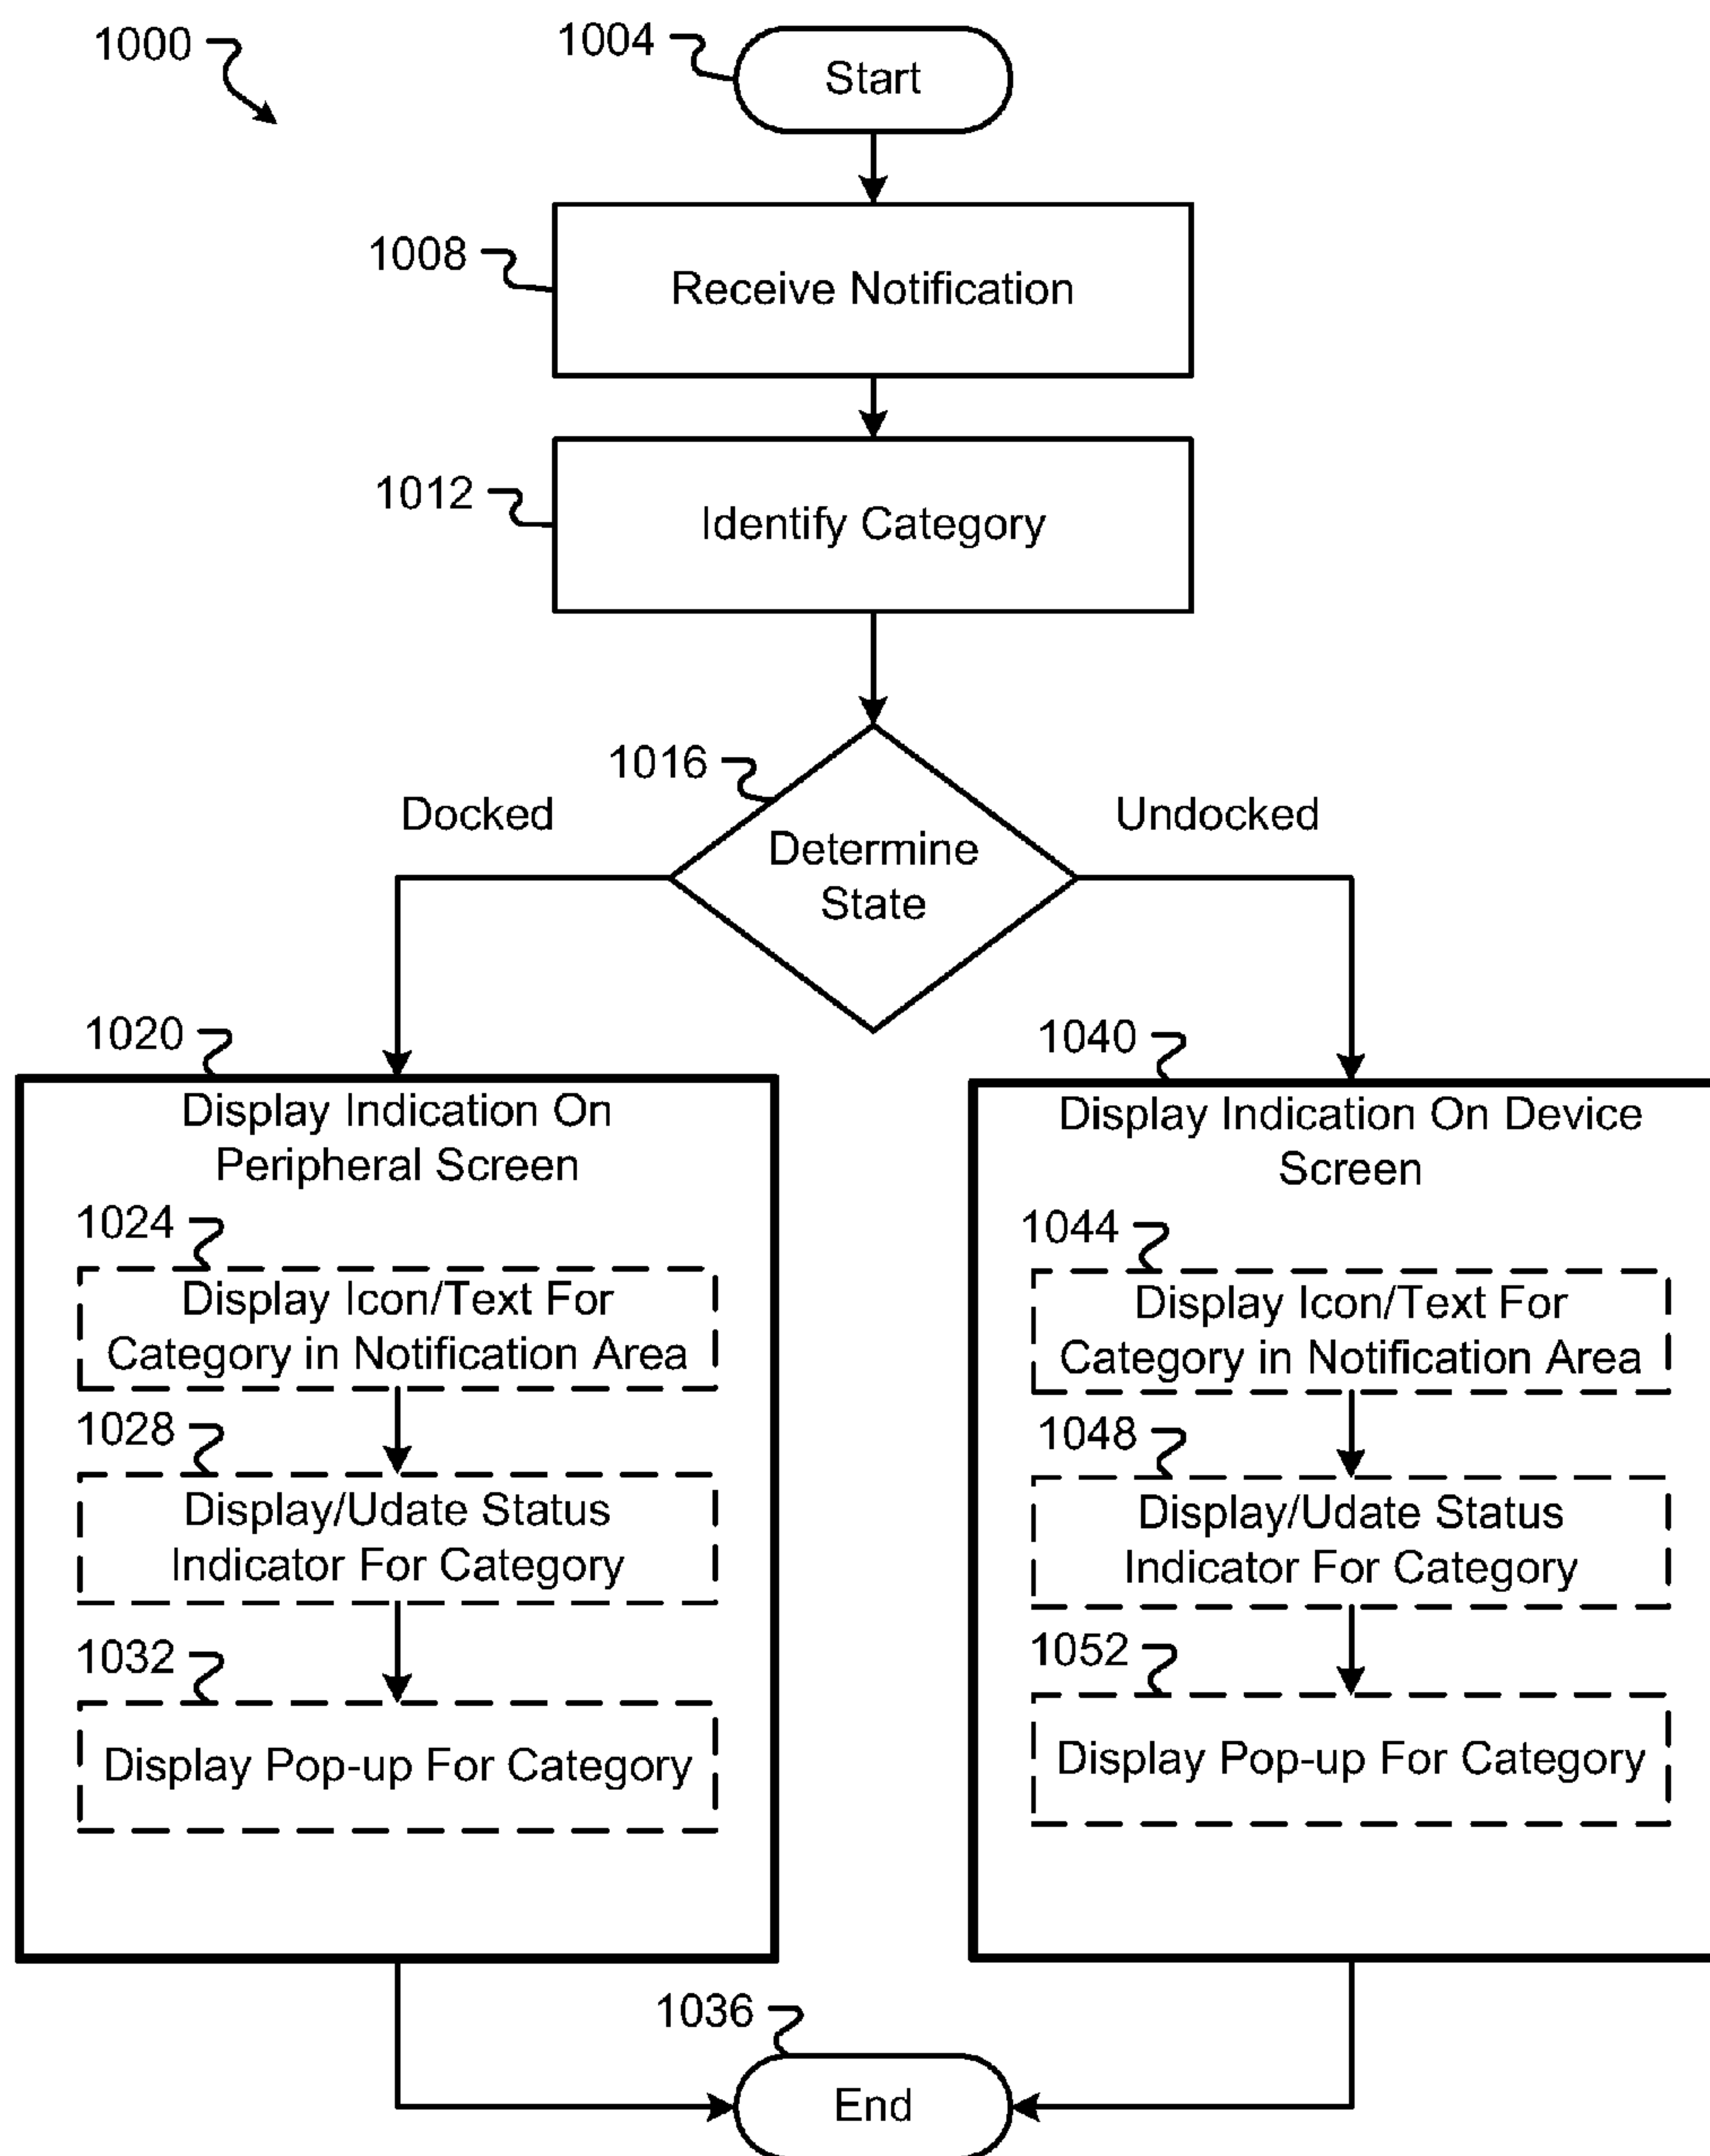 1000
1004
Start
1008
Receive Notification
1012
Identify Category
1016
Docked
Undocked
Determine
State
1020
Display Indication On
Peripheral Screen
1024
Display Icon/Text For
Category in Notification Area
1028
Display/Udate Status
Indicator For Category
1032
Display Pop-up For Category
1040
Display Indication On Device
Screen
1044
Display Icon/Text For
Category in Notification Area
1048
Display/Udate Status
Indicator For Category
1052
Display Pop-up For Category
1036
End